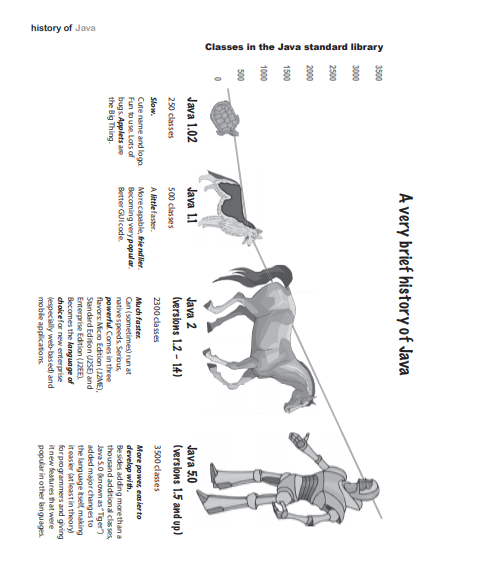 history of Java
A very brief history of Java
Classes in the Java standard library
3500
3000
2500
2000
1500
1000
500
0
Java 1.02
250 classes
Slow.
Cute name and logo.
Fun to use. Lots of
bugs. Applets are
the Big Thing.
Java 1.1
500 classes
A little faster.
More capable, friendlier.
Becoming very popular.
Better GUI code.
Java 2
(versions 1.2 – 1.4)
2300 classes
Much faster.
Can (sometimes) run at
native speeds. Serious,
powerful. Comes in three
flavors: Micro Edition (J2ME),
Standard Edition (J2SE) and
Enterprise Edition (J2EE).
Becomes the language of
choice for new enterprise
(especially web-based) and
mobile applications.
Java 5.0
(versions 1.5 and up)
3500 classes
More power, easier to
develop with.
Besides adding more than a
thousand additional classes,
Java 5.0 (known as "Tiger")
added major changes to
the language itself, making
it easier (at least in theory)
for programmers and giving
it new features that were
popular in other languages.